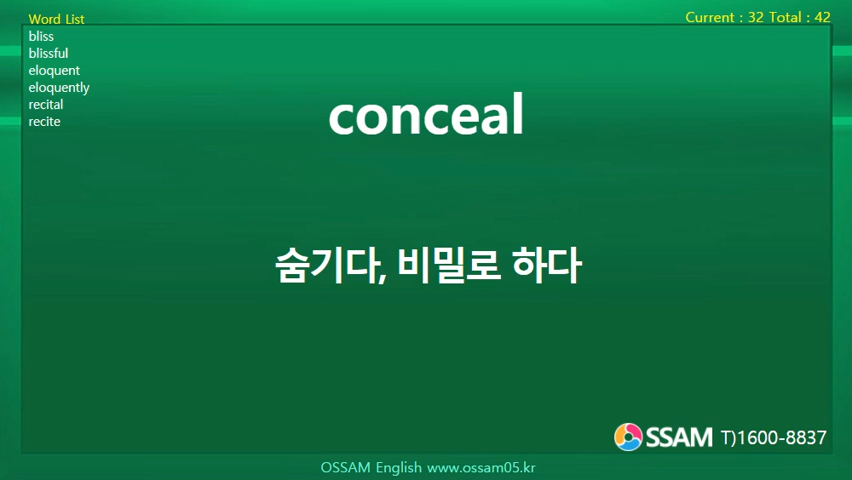 Word List
Current : 32 Total : 42
bliss
blissful
eloquent
eloquently
recital
recite
conceal
숨기다, 비밀로 하다
SSAM T)1600-8837
OSSAM English www.ossam05.kr